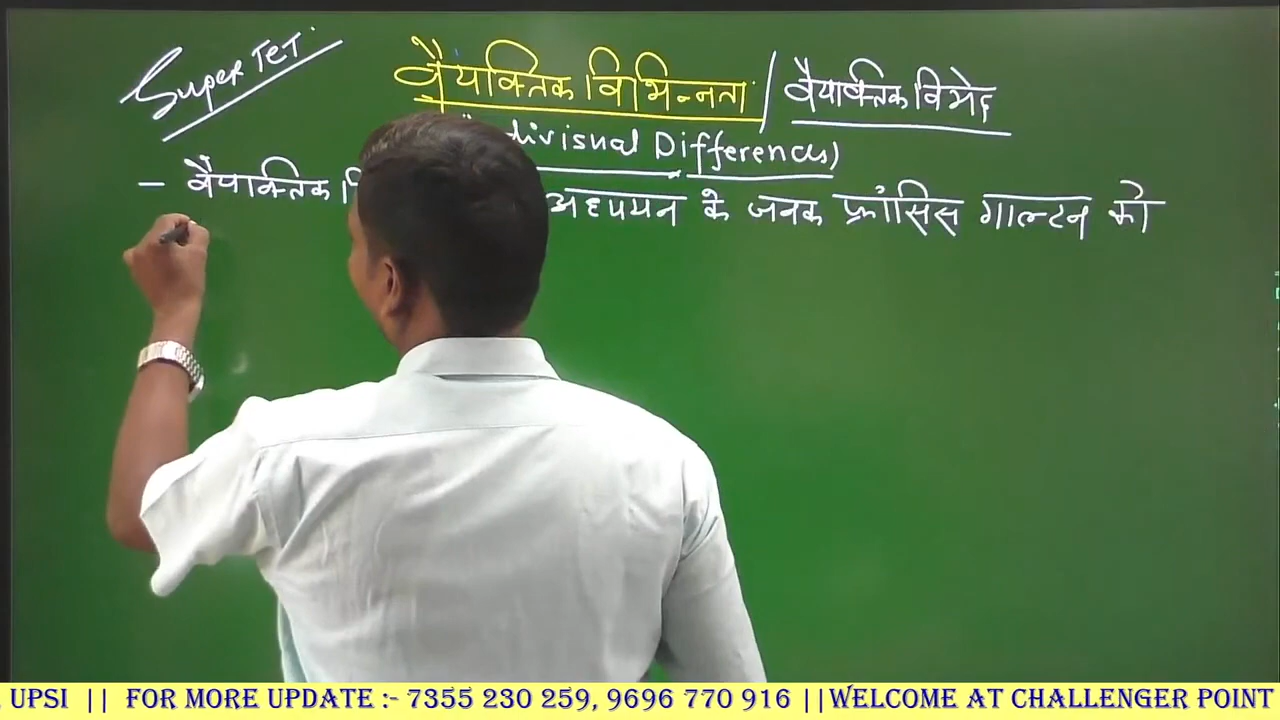 Super TET
वैयक्तिक विभिन्नता / वैयक्तिक विभेद
divisual Differences)
– वैयक्तिक अध्ययन के जनक फ्रांसिस गाल्टन को
UPSI || FOR MORE UPDATE :- 7355 230 259, 9696 770 916 ||WELCOME AT CHALLENGER POINT